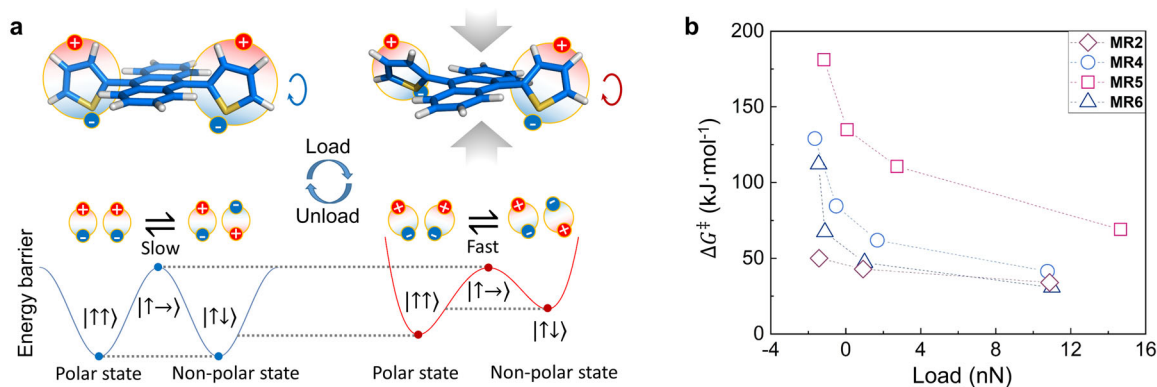 a
+
+
+
+
-
-
-
-
Load
Unload
+ + + -
Slow
- - - +
+ + + -
Fast
- - - +
Energy barrier
|↑↑⟩ |↑→⟩ |↑↓⟩
|↑↑⟩ |↑→⟩
|↑↓⟩
Polar state Non-polar state
Polar state Non-polar state
b
200
150
100
50
0
ΔG‡ (kJ·mol⁻¹)
MR2
MR4
MR5
MR6
-4 0 4 8 12 16
Load (nN)